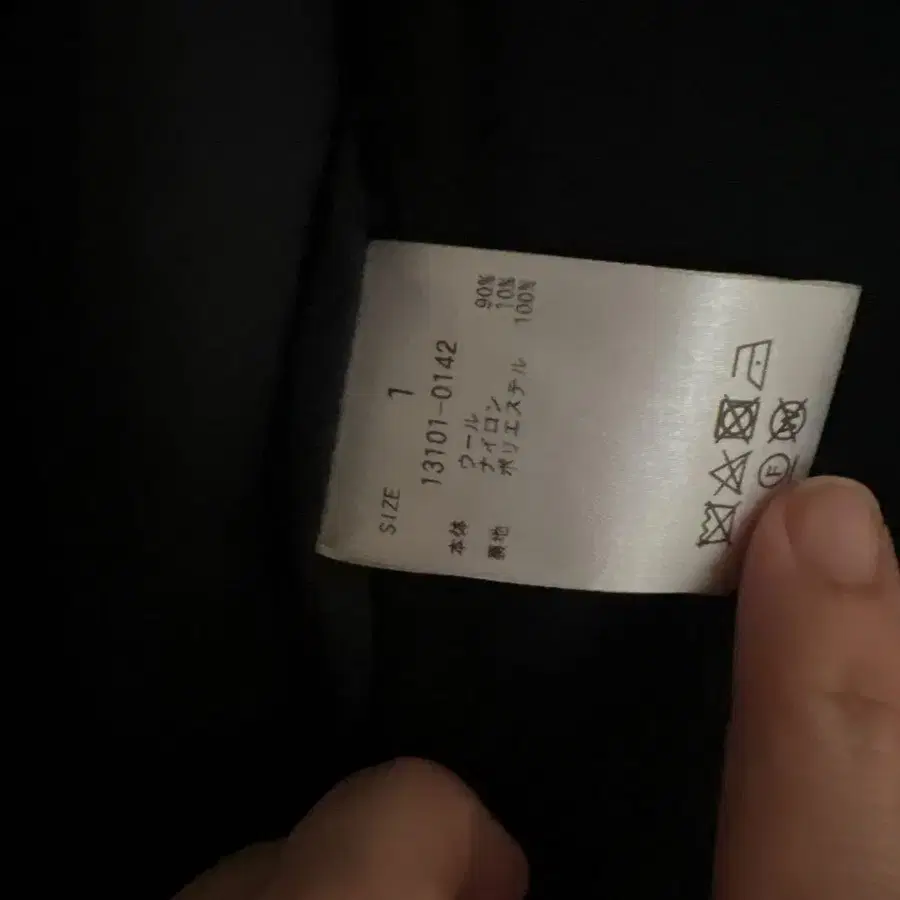 SIZE 1
13101-0142
本体 ウール 90%
ナイロン 10%
裏地 ポリエステル 100%
F
W